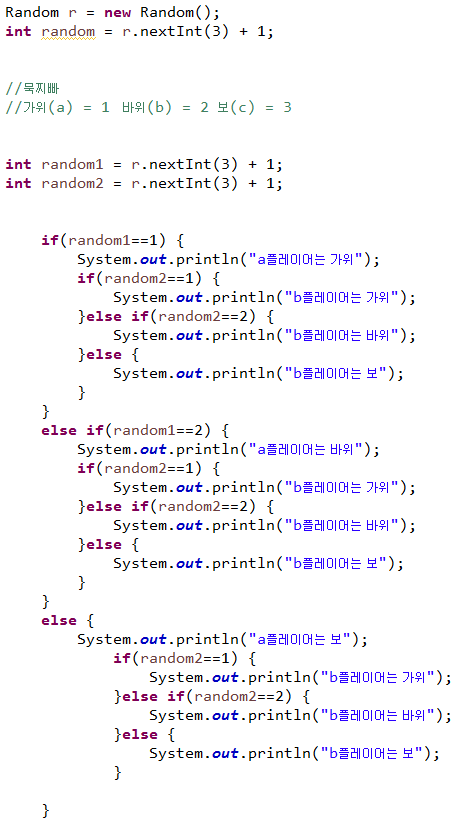 Random r = new Random();
int random = r.nextInt(3) + 1;
//묵찌빠
//가위(a) = 1 바위(b) = 2 보(c) = 3
int random1 = r.nextInt(3) + 1;
int random2 = r.nextInt(3) + 1;
if(random1==1) {
System.out.println("a플레이어는 가위");
if(random2==1) {
System.out.println("b플레이어는 가위");
}else if(random2==2) {
System.out.println("b플레이어는 바위");
}else {
System.out.println("b플레이어는 보");
}
}
else if(random1==2) {
System.out.println("a플레이어는 바위");
if(random2==1) {
System.out.println("b플레이어는 가위");
}else if(random2==2) {
System.out.println("b플레이어는 바위");
}else {
System.out.println("b플레이어는 보");
}
}
else {
System.out.println("a플레이어는 보");
if(random2==1) {
System.out.println("b플레이어는 가위");
}else if(random2==2) {
System.out.println("b플레이어는 바위");
}else {
System.out.println("b플레이어는 보");
}
}